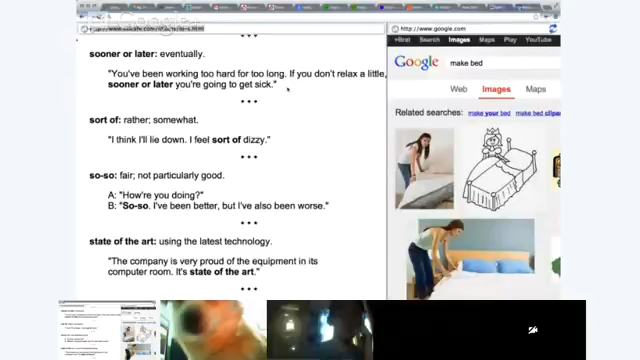 sooner or later: eventually.
"You've been working too hard for too long. If you don't relax a little,
sooner or later you're going to get sick."
sort of: rather; somewhat.
"I think I'll lie down. I feel sort of dizzy."
so-so: fair; not particularly good.
A: "How're you doing?"
B: "So-so. I've been better, but I've also been worse."
state of the art: using the latest technology.
"The company is very proud of the equipment in its
computer room. It's state of the art."
http://www.google.com
Search Images Maps Play YouTube
Google make bed
Web Images Maps
Related searches: make your bed make bed